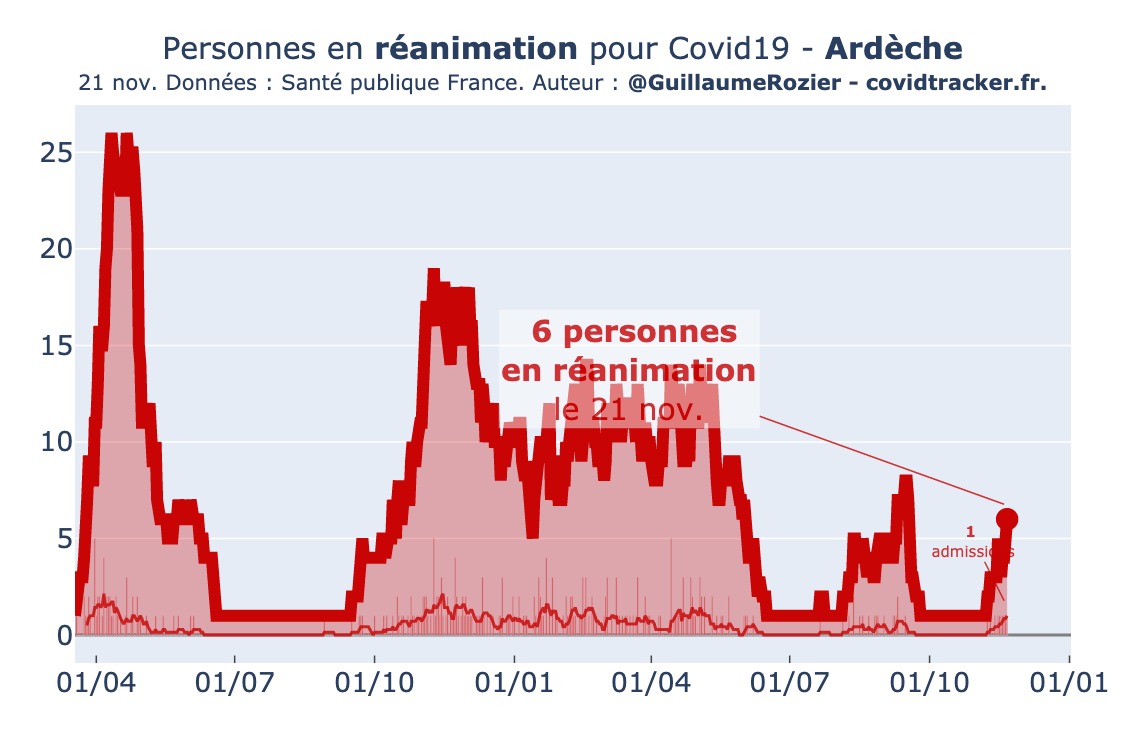 Personnes en réanimation pour Covid19 - Ardèche
21 nov. Données : Santé publique France. Auteur : @GuillaumeRozier - covidtracker.fr.
25
20
15
10
5
0
6 personnes
en réanimation
le 21 nov.
1
admissions
01/04
01/07
01/10
01/01
01/04
01/07
01/10
01/01